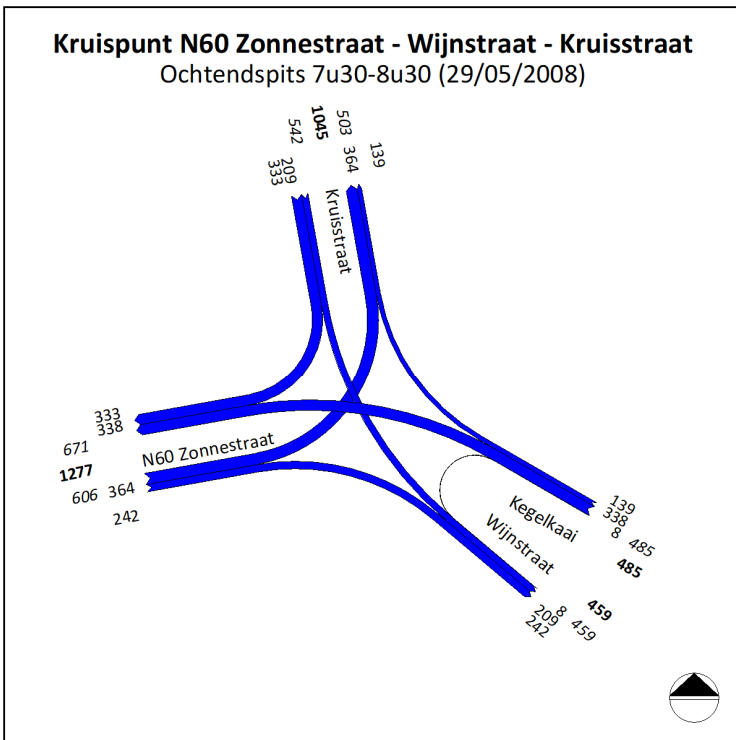 Kruispunt N60 Zonnestraat - Wijnstraat - Kruisstraat
Ochtendspits 7u30-8u30 (29/05/2008)
1045
542 503
209 364 139
333
Kruisstraat
333
338
671
1277
N60 Zonnestraat
606 364
242
139
338
8 485
485
Kegelkaai
Wijnstraat
459
8 459
209
242